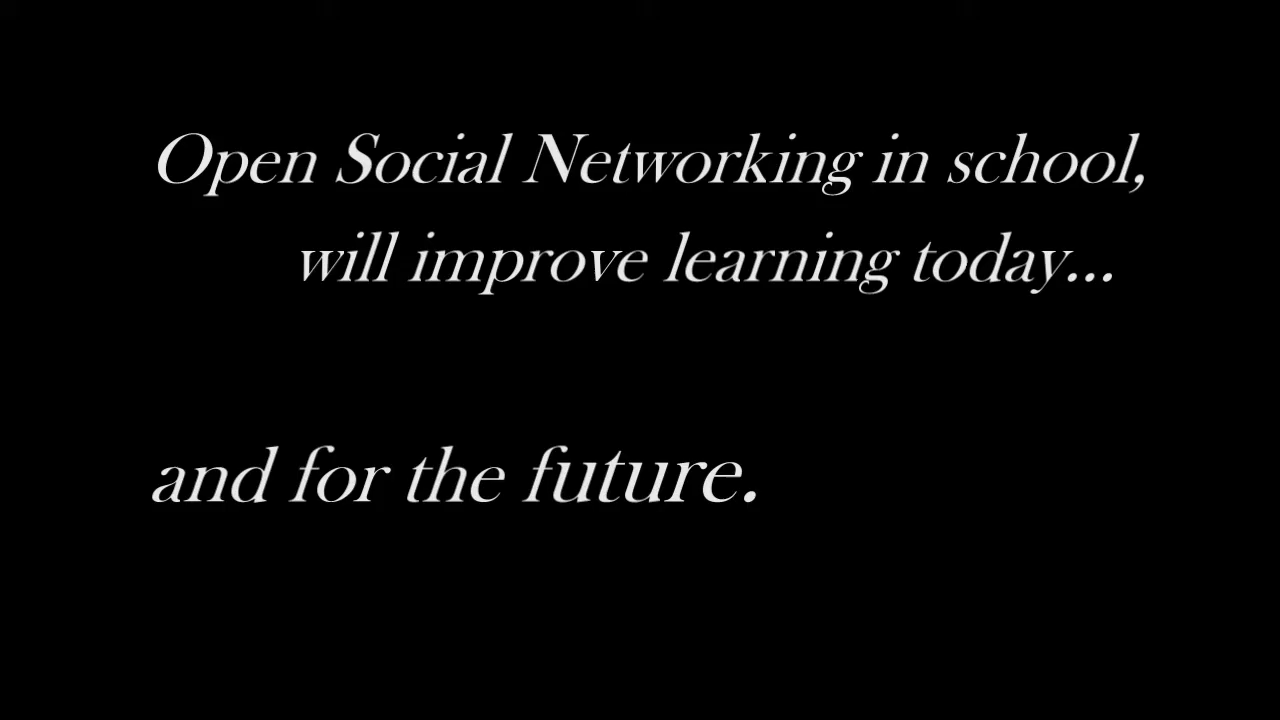 Open Social Networking in school,
will improve learning today...
and for the future.